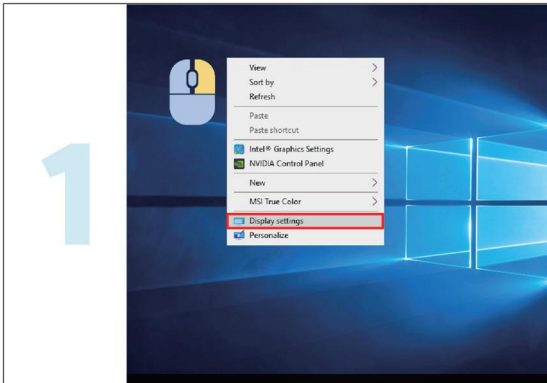 1
View
Sort by
Refresh
Paste
Paste shortcut
Intel® Graphics Settings
NVIDIA Control Panel
New
MSI True Color
Display settings
Personalize